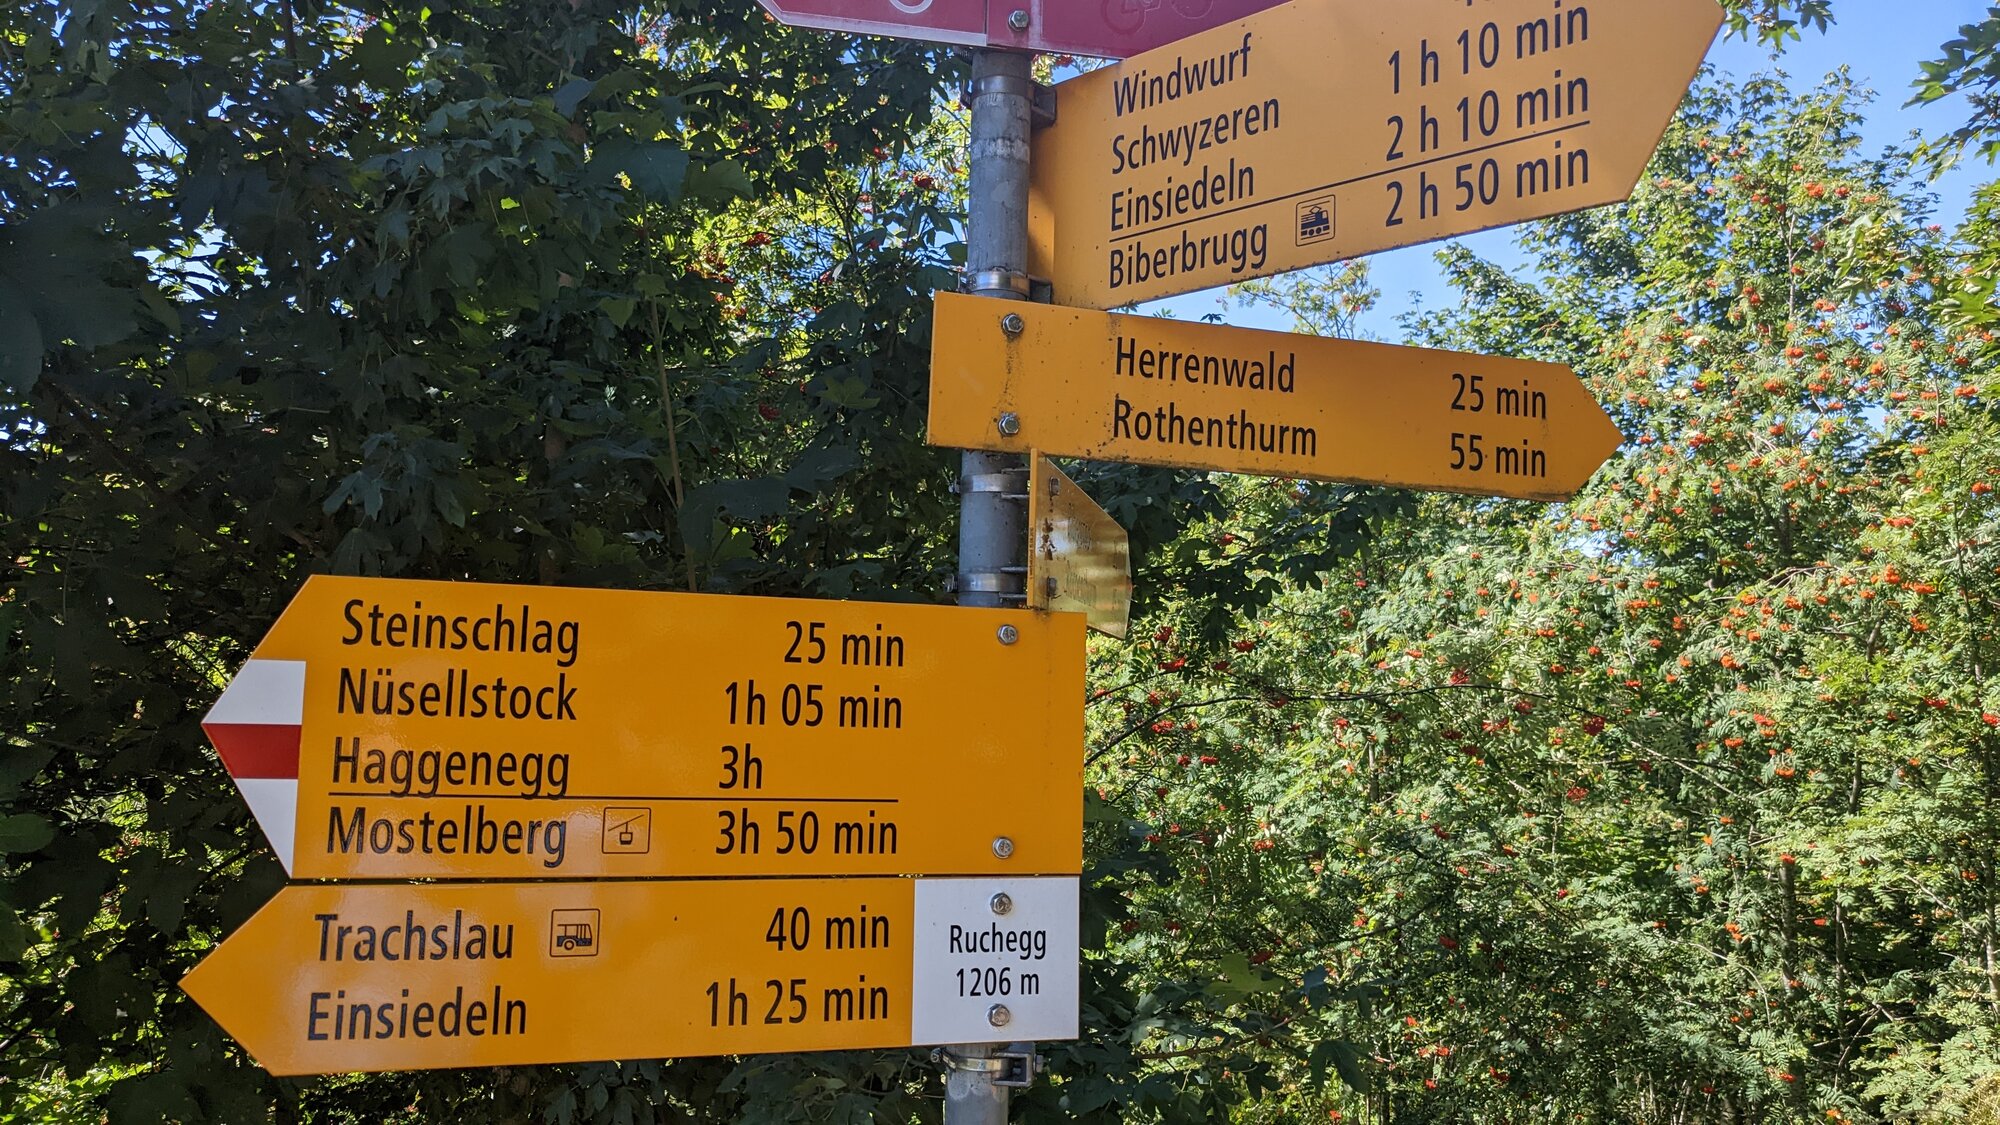 Windwurf
Schwyzeren 1 h 10 min
Einsiedeln 2 h 10 min
Biberbrugg 2 h 50 min
Herrenwald 25 min
Rothenthurm 55 min
Steinschlag 25 min
Nüsellstock 1h 05 min
Haggenegg 3h
Mostelberg 3h 50 min
Trachslau 40 min
Einsiedeln 1h 25 min
Ruchegg
1206 m